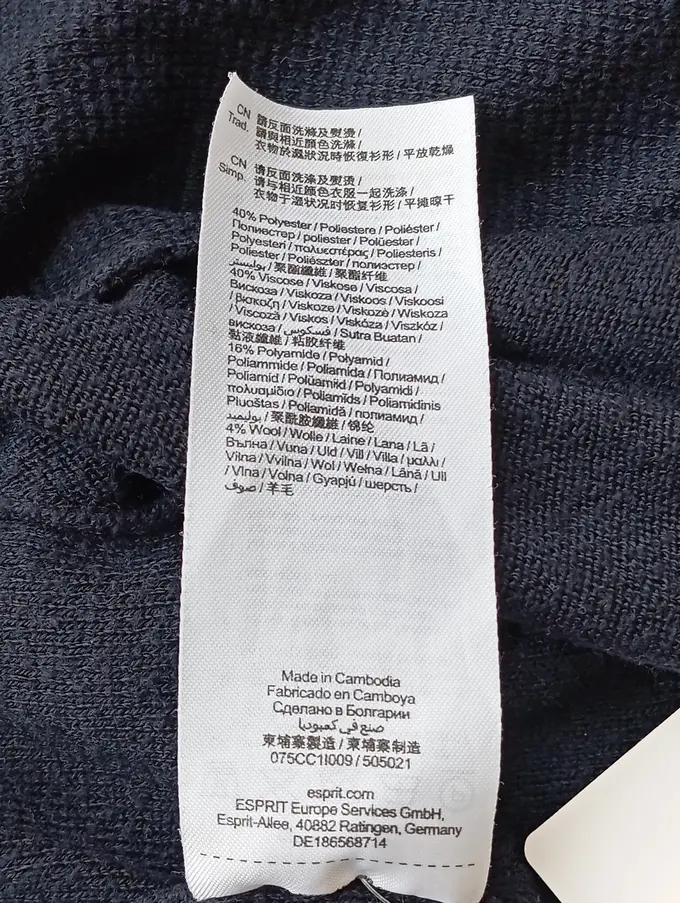 CN Trad. 請反面洗滌及熨燙 /
請與相近顏色洗滌 /
衣物於濕狀況時恢復衫形 / 平放乾燥
CN Simp. 请反面洗涤及熨烫 /
请与相近颜色衣服一起洗涤 /
衣物于湿状况时恢复衫形 / 平摊晾干
40% Polyester / Poliestere / Poliéster /
Полиестер / poliester / Polüester /
Polyesteri / πολυεστέρας / Poliesteris /
Poliester / Poliészter / полиэстер /
بوليستر / 聚酯纖維 / 聚酯纤维
40% Viscose / Viskose / Viscosa /
Вискоза / Viskoza / Viskoos / Viskoosi
/ βισκόζη / Viskoze / Viskozė / Wiskoza
/ Viscoză / Viskos / Viskóza / Viszkóz /
вискоза / فسكوس / Sutra Buatan /
黏液纖維 / 粘胶纤维
16% Polyamide / Polyamid /
Poliammide / Poliamida / Полиамид /
Poliamid / Polüamiid / Polyamidi /
πολυαμίδιο / Poliamīds / Poliamidinis
Pluoštas / Poliamidă / полиамид /
بوليميد / 聚酰胺纖維 / 锦纶
4% Wool / Wolle / Laine / Lana / Lã /
Вълна / Vuna / Uld / Vill / Villa / μαλλί /
Vilna / Vvilna / Wol / Wełna / Lână / Ull
/ Vlna / Volna / Gyapjú / шерсть /
صوف / 羊毛
Made in Cambodia
Fabricado en Camboya
Сделано в Болгарии
صنع في كمبوديا
柬埔寨製造 / 柬埔寨制造
075CC1I009 / 505021
esprit.com
ESPRIT Europe Services GmbH,
Esprit-Allee, 40882 Ratingen, Germany
DE186568714